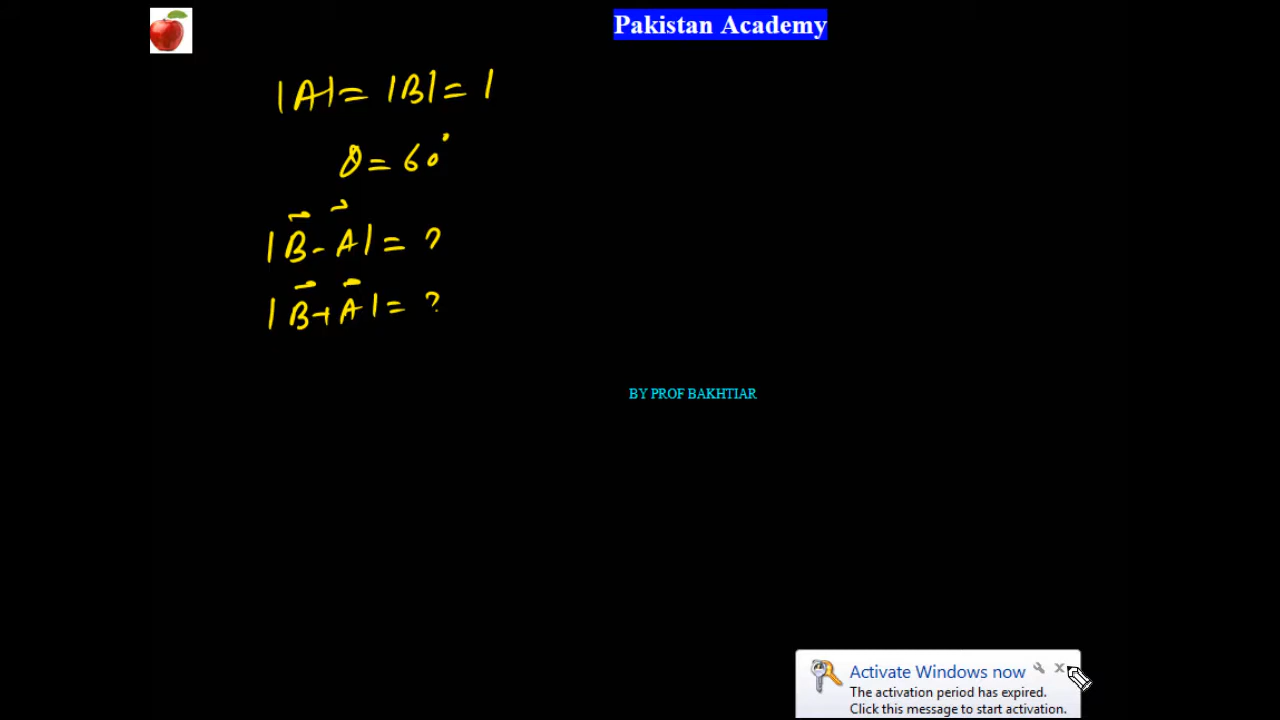 Pakistan Academy
|A| = |B| = 1
θ = 60°
|B⃗ - A⃗| = ?
|B⃗ + A⃗| = ?
BY PROF BAKHTIAR
Activate Windows now
The activation period has expired.
Click this message to start activation.